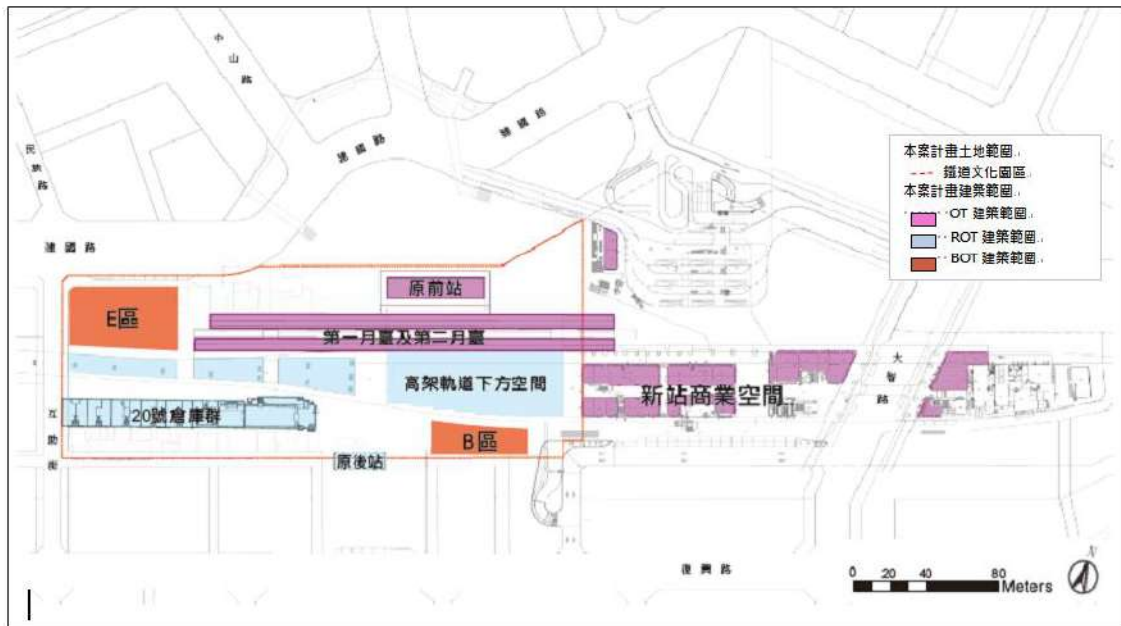 中山路
民族路
建國路
建國路
建國路
本案計畫土地範圍
鐵道文化園區
本案計畫建築範圍
OT 建築範圍
ROT 建築範圍
BOT 建築範圍
E區
原前站
第一月臺及第二月臺
高架軌道下方空間
新站商業空間
大智路
20號倉庫群
B區
互助街
原後站
復興路
0 20 40 80
Meters
N